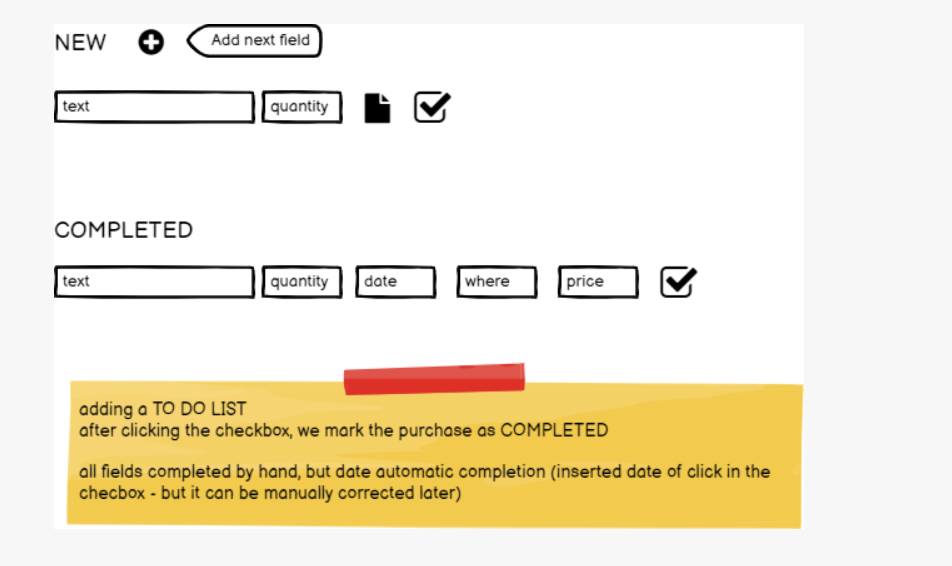 NEW Add next field
text quantity
COMPLETED
text quantity date where price
adding a TO DO LIST
after clicking the checkbox, we mark the purchase as COMPLETED
all fields completed by hand, but date automatic completion (inserted date of click in the
checbox - but it can be manually corrected later)